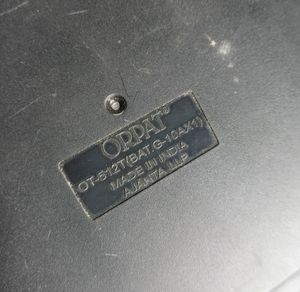 ORPAT®
OT-512T(BAT.G-10AX1)
MADE IN INDIA
AJANTA LLP